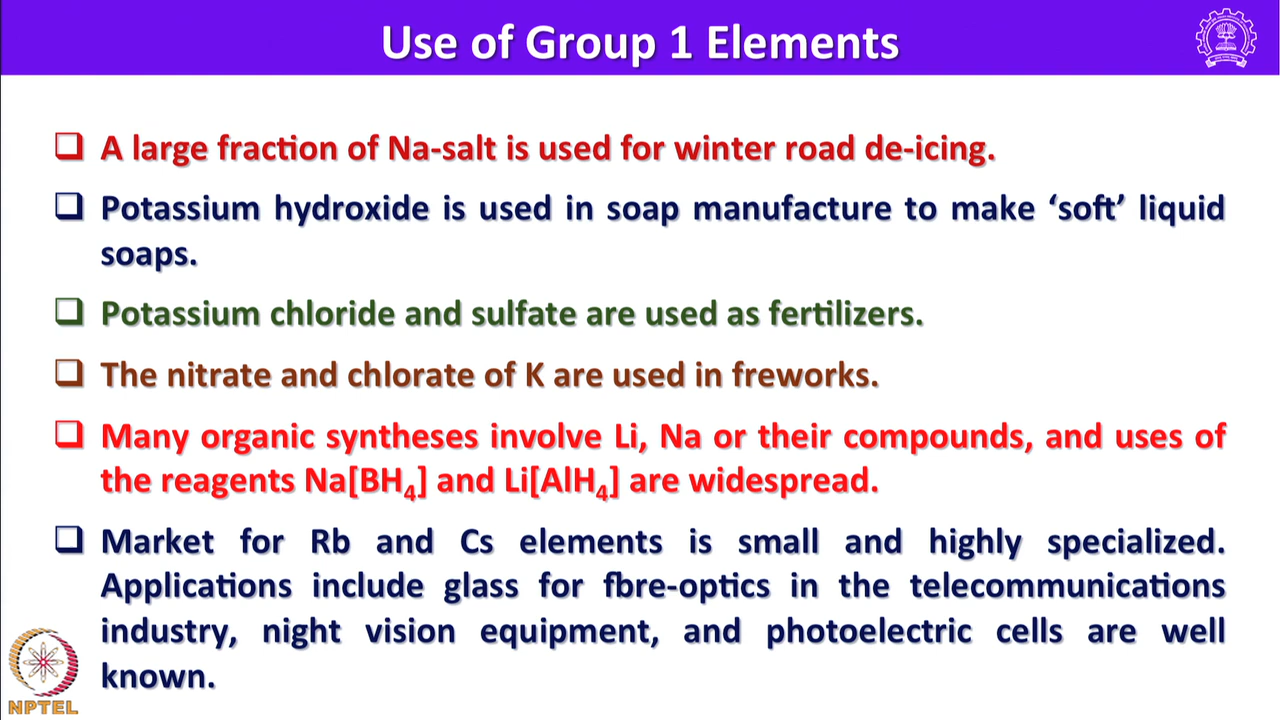 Use of Group 1 Elements
❑ A large fraction of Na-salt is used for winter road de-icing.
❑ Potassium hydroxide is used in soap manufacture to make ‘soft’ liquid
soaps.
❑ Potassium chloride and sulfate are used as fertilizers.
❑ The nitrate and chlorate of K are used in freworks.
❑ Many organic syntheses involve Li, Na or their compounds, and uses of
the reagents Na[BH₄] and Li[AlH₄] are widespread.
❑ Market for Rb and Cs elements is small and highly specialized.
Applications include glass for fbre-optics in the telecommunications
industry, night vision equipment, and photoelectric cells are well
known.
NPTEL